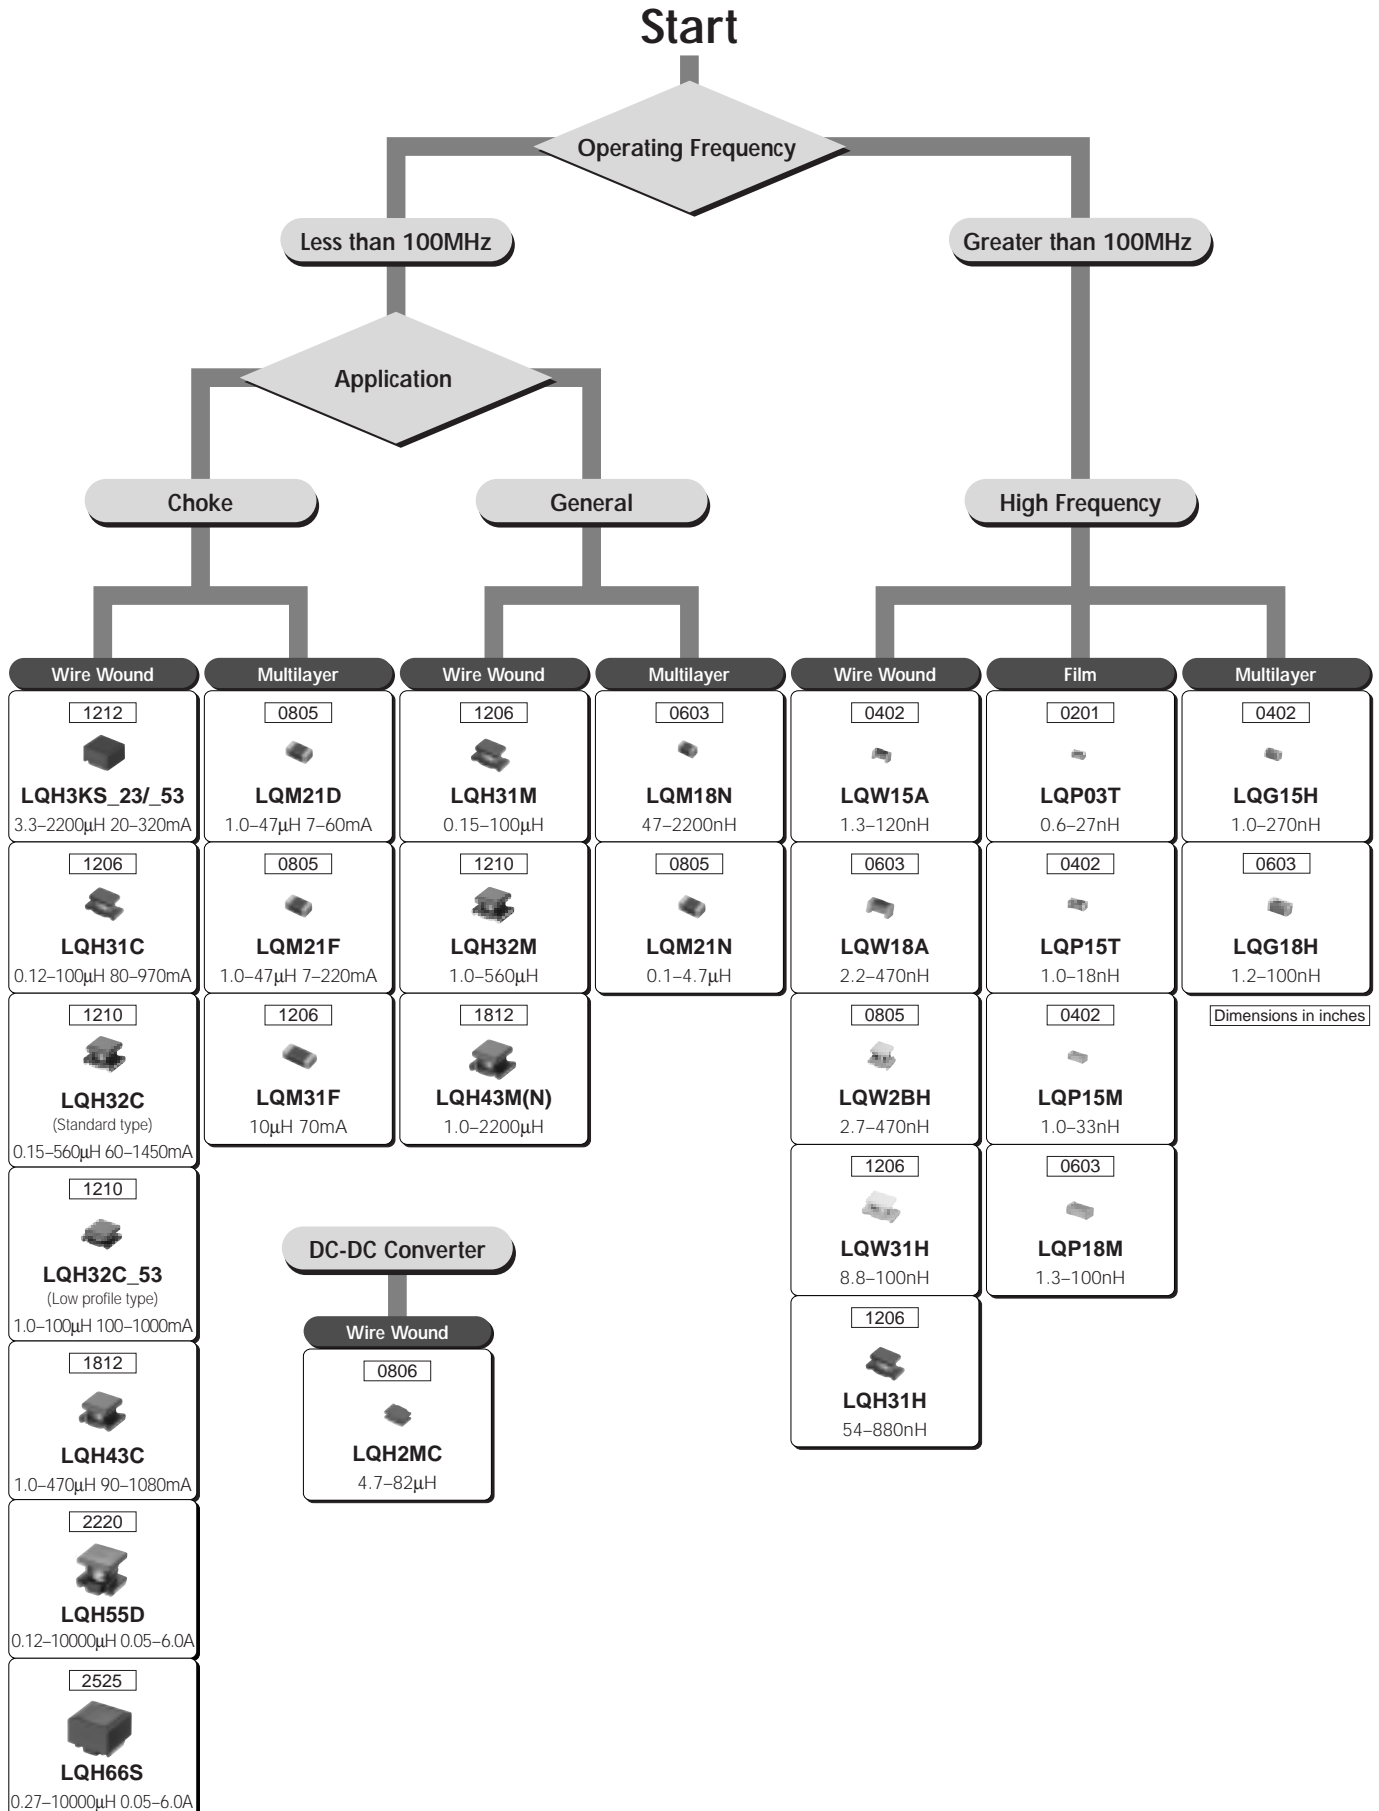 Start
Operating Frequency
Less than 100MHz
Greater than 100MHz
Application
Choke
General
High Frequency
Wire Wound
1212
LQH3KS_23/_53
3.3–2200μH 20–320mA
1206
LQH31C
0.12–100μH 80–970mA
1210
LQH32C
(Standard type)
0.15–560μH 60–1450mA
1210
LQH32C_53
(Low profile type)
1.0–100μH 100–1000mA
1812
LQH43C
1.0–470μH 90–1080mA
2220
LQH55D
0.12–10000μH 0.05–6.0A
2525
LQH66S
0.27–10000μH 0.05–6.0A
Multilayer
0805
LQM21D
1.0–47μH 7–60mA
0805
LQM21F
1.0–47μH 7–220mA
1206
LQM31F
10μH 70mA
Wire Wound
1206
LQH31M
0.15–100μH
1210
LQH32M
1.0–560μH
1812
LQH43M(N)
1.0–2200μH
Multilayer
0603
LQM18N
47–2200nH
0805
LQM21N
0.1–4.7μH
Wire Wound
0402
LQW15A
1.3–120nH
0603
LQW18A
2.2–470nH
0805
LQW2BH
2.7–470nH
1206
LQW31H
8.8–100nH
1206
LQH31H
54–880nH
Film
0201
LQP03T
0.6–27nH
0402
LQP15T
1.0–18nH
0402
LQP15M
1.0–33nH
0603
LQP18M
1.3–100nH
Multilayer
0402
LQG15H
1.0–270nH
0603
LQG18H
1.2–100nH
Dimensions in inches
DC-DC Converter
Wire Wound
0806
LQH2MC
4.7–82μH